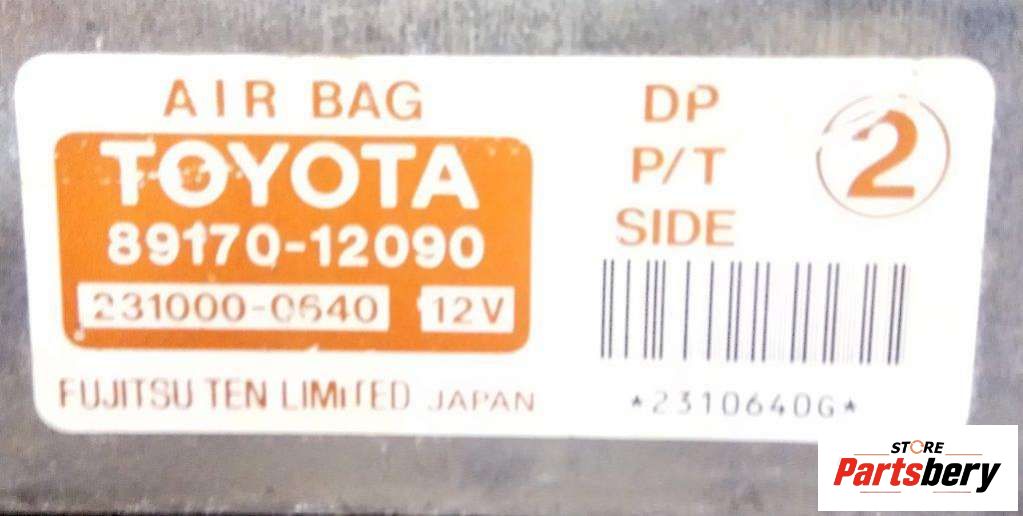 AIR BAG
TOYOTA
89170-12090
231000-0640 12V
FUJITSU TEN LIMITED JAPAN
DP
P/T
SIDE
2
*2310640G*
STORE
Partsbery